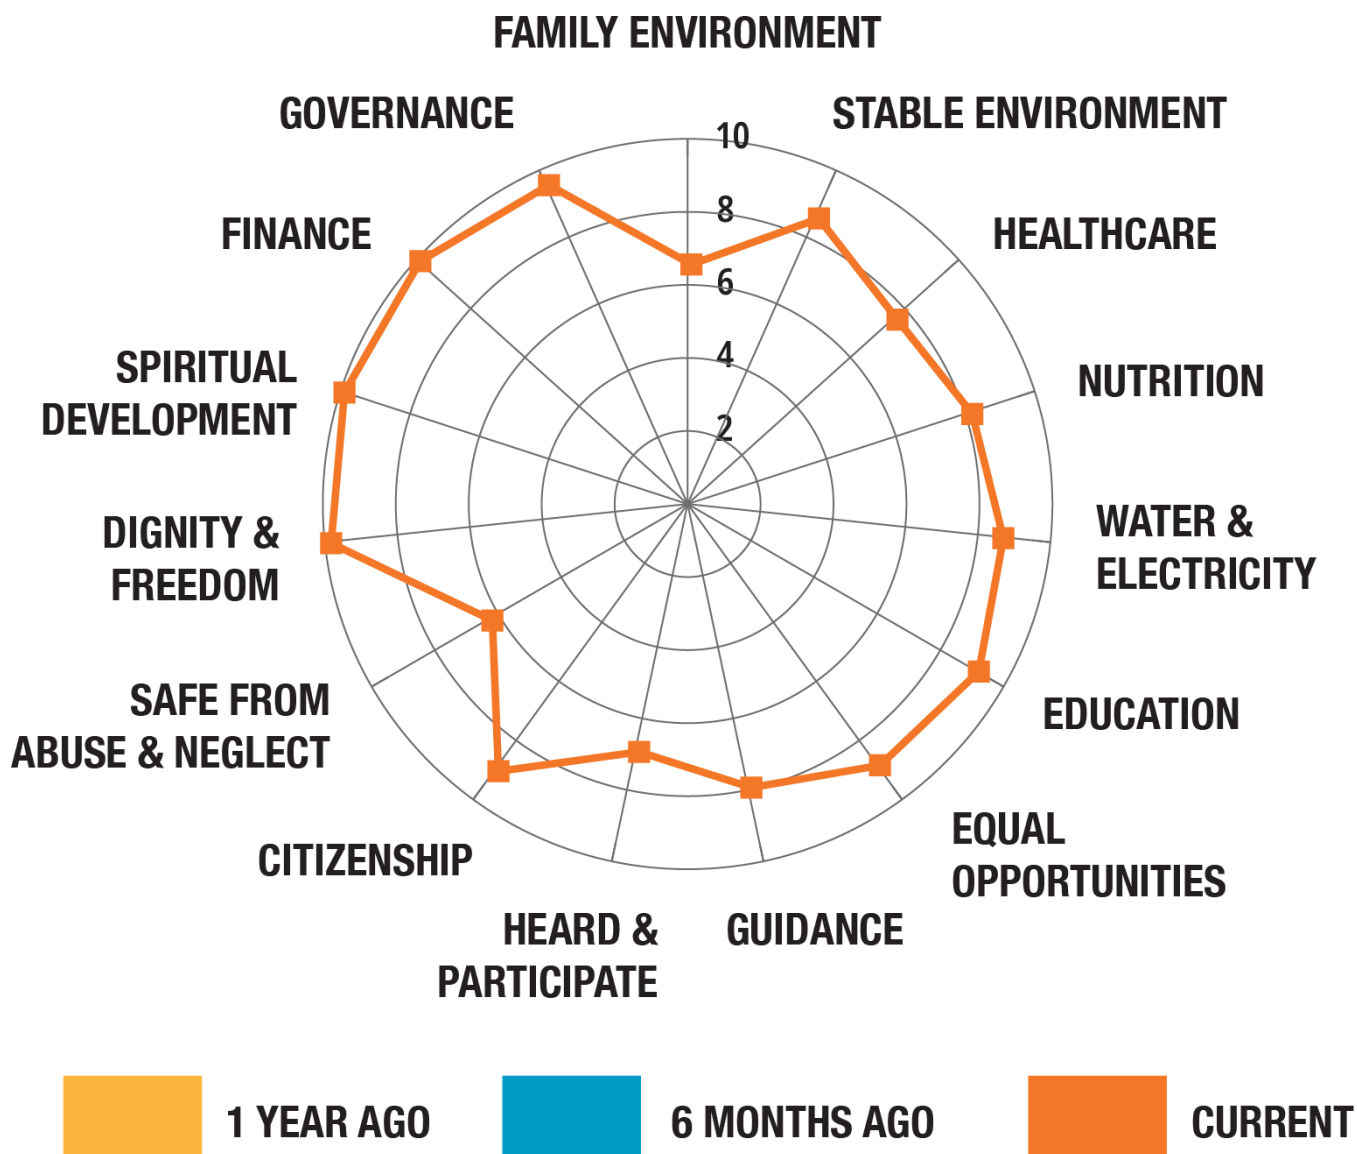 FAMILY ENVIRONMENT
GOVERNANCE
STABLE ENVIRONMENT
10
8
6
4
2
FINANCE
HEALTHCARE
SPIRITUAL
DEVELOPMENT
NUTRITION
DIGNITY &
FREEDOM
WATER &
ELECTRICITY
SAFE FROM
ABUSE & NEGLECT
EDUCATION
CITIZENSHIP
EQUAL
OPPORTUNITIES
HEARD &
PARTICIPATE
GUIDANCE
1 YEAR AGO
6 MONTHS AGO
CURRENT